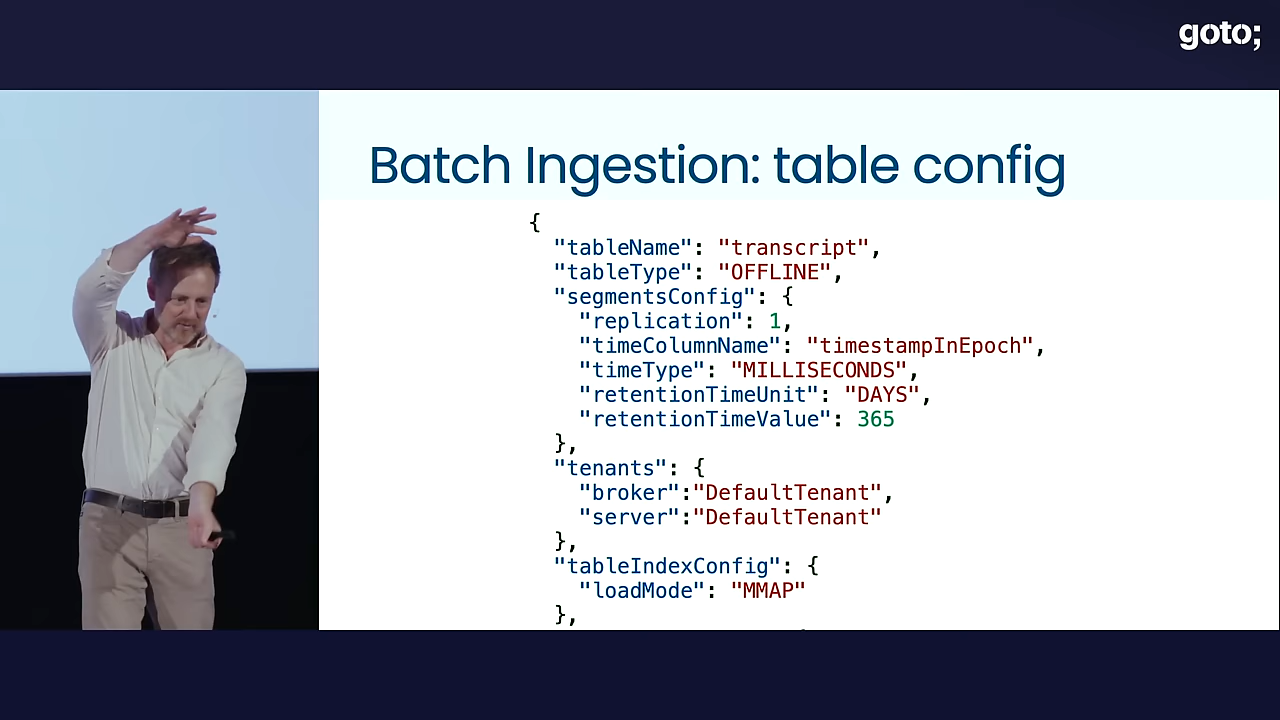 goto;
Batch Ingestion: table config
{
"tableName": "transcript",
"tableType": "OFFLINE",
"segmentsConfig": {
"replication": 1,
"timeColumnName": "timestampInEpoch",
"timeType": "MILLISECONDS",
"retentionTimeUnit": "DAYS",
"retentionTimeValue": 365
},
"tenants": {
"broker":"DefaultTenant",
"server":"DefaultTenant"
},
"tableIndexConfig": {
"loadMode": "MMAP"
},